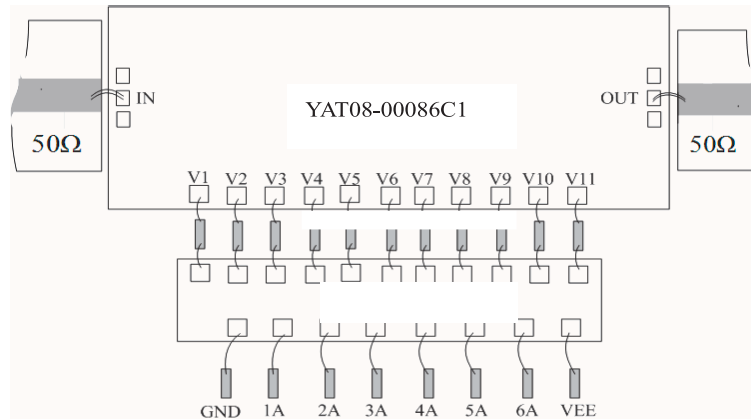 YAT08-00086C1
IN
OUT
50Ω
50Ω
V1 V2 V3 V4 V5 V6 V7 V8 V9 V10 V11
GND 1A 2A 3A 4A 5A 6A VEE